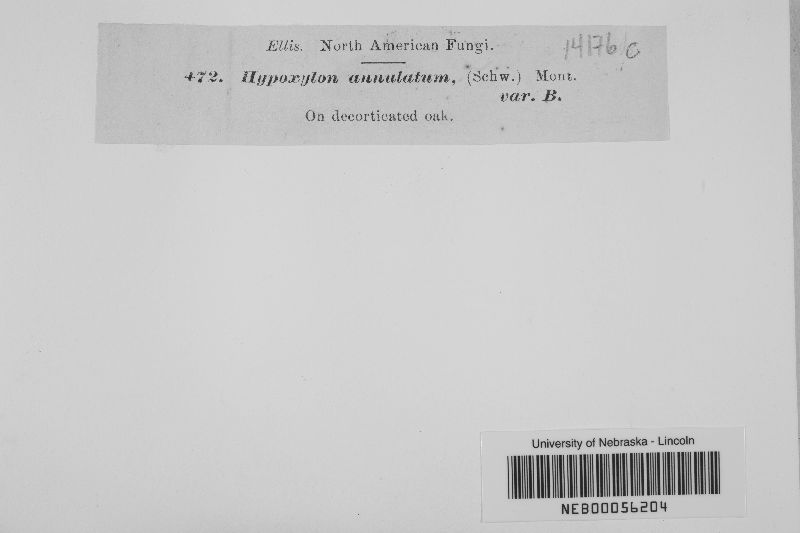 Ellis. North American Fungi.
14176 c
472. Hypoxylon annulatum, (Schw.) Mont.
var. B.
On decorticated oak.
University of Nebraska - Lincoln
NEB00056204